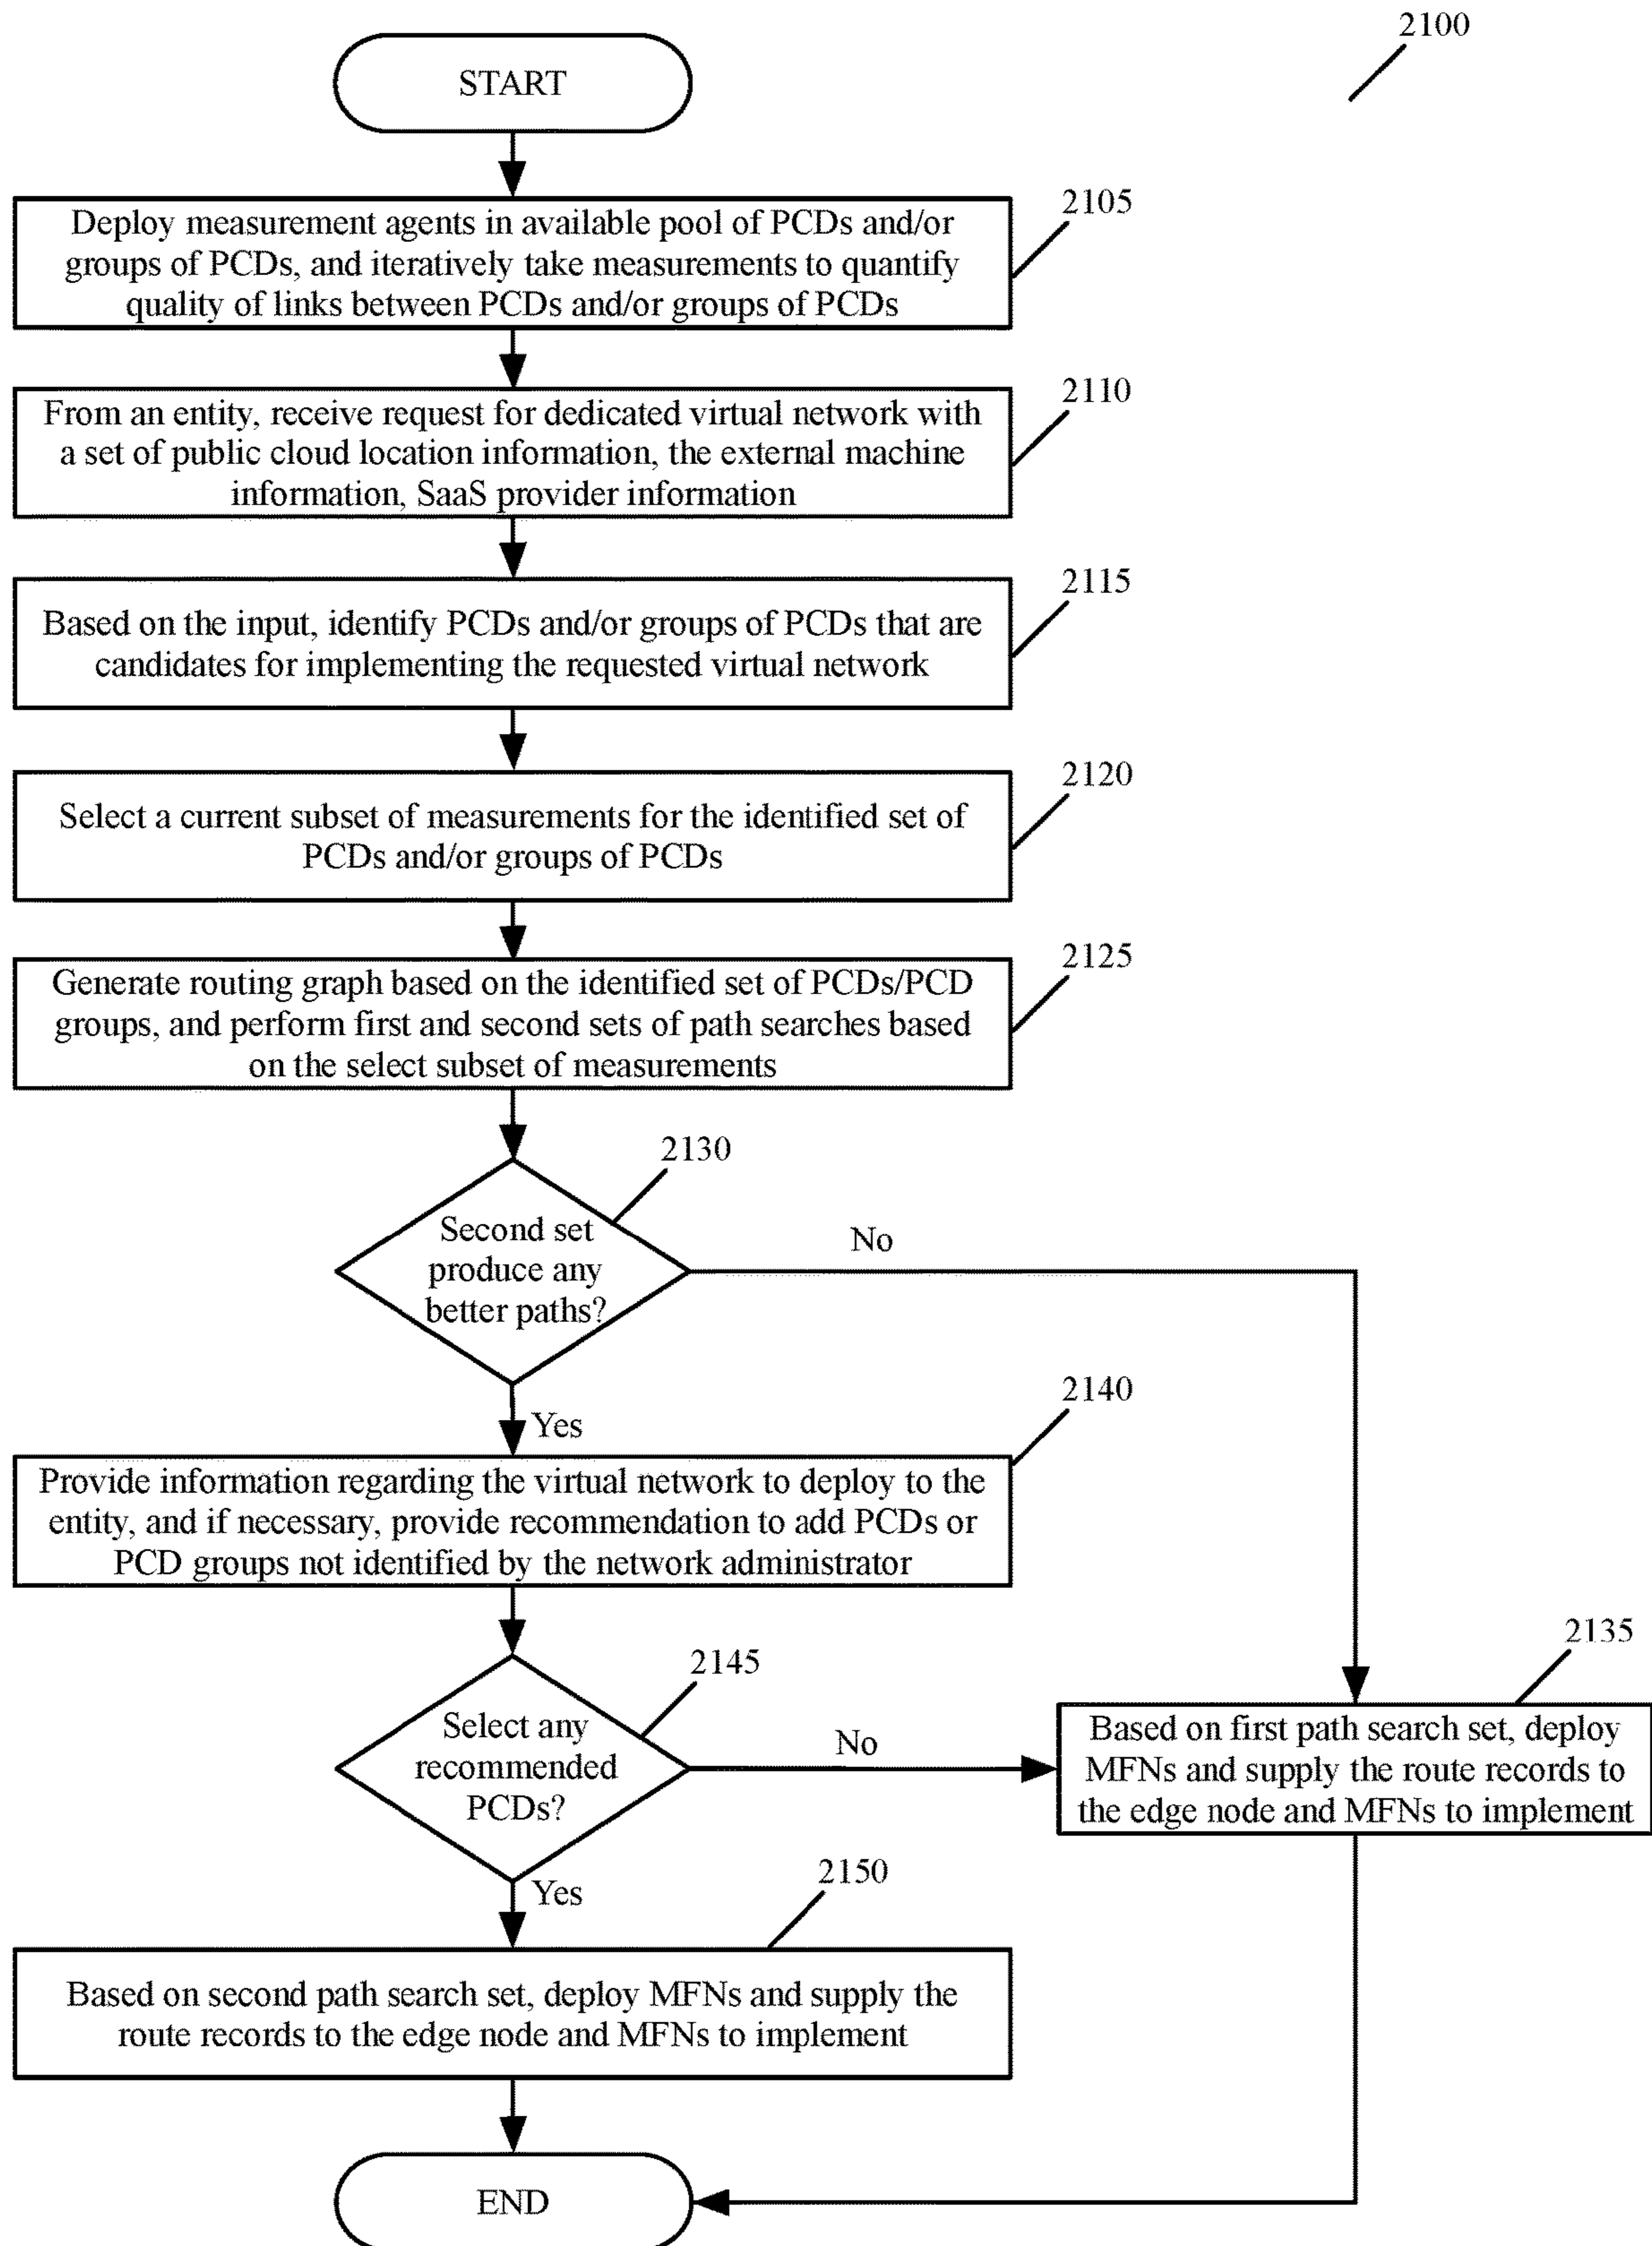 2100
START
2105
Deploy measurement agents in available pool of PCDs and/or
groups of PCDs, and iteratively take measurements to quantify
quality of links between PCDs and/or groups of PCDs
2110
From an entity, receive request for dedicated virtual network with
a set of public cloud location information, the external machine
information, SaaS provider information
2115
Based on the input, identify PCDs and/or groups of PCDs that are
candidates for implementing the requested virtual network
2120
Select a current subset of measurements for the identified set of
PCDs and/or groups of PCDs
2125
Generate routing graph based on the identified set of PCDs/PCD
groups, and perform first and second sets of path searches based
on the select subset of measurements
2130
Second set
produce any
better paths?
No
Yes
2140
Provide information regarding the virtual network to deploy to the
entity, and if necessary, provide recommendation to add PCDs or
PCD groups not identified by the network administrator
2145
Select any
recommended
PCDs?
No
2135
Based on first path search set, deploy
MFNs and supply the route records to
the edge node and MFNs to implement
Yes
2150
Based on second path search set, deploy MFNs and supply the
route records to the edge node and MFNs to implement
END